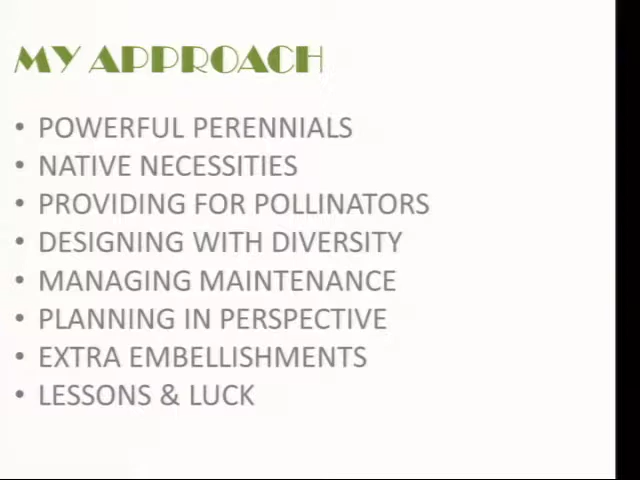 MY APPROACH
• POWERFUL PERENNIALS
• NATIVE NECESSITIES
• PROVIDING FOR POLLINATORS
• DESIGNING WITH DIVERSITY
• MANAGING MAINTENANCE
• PLANNING IN PERSPECTIVE
• EXTRA EMBELLISHMENTS
• LESSONS & LUCK